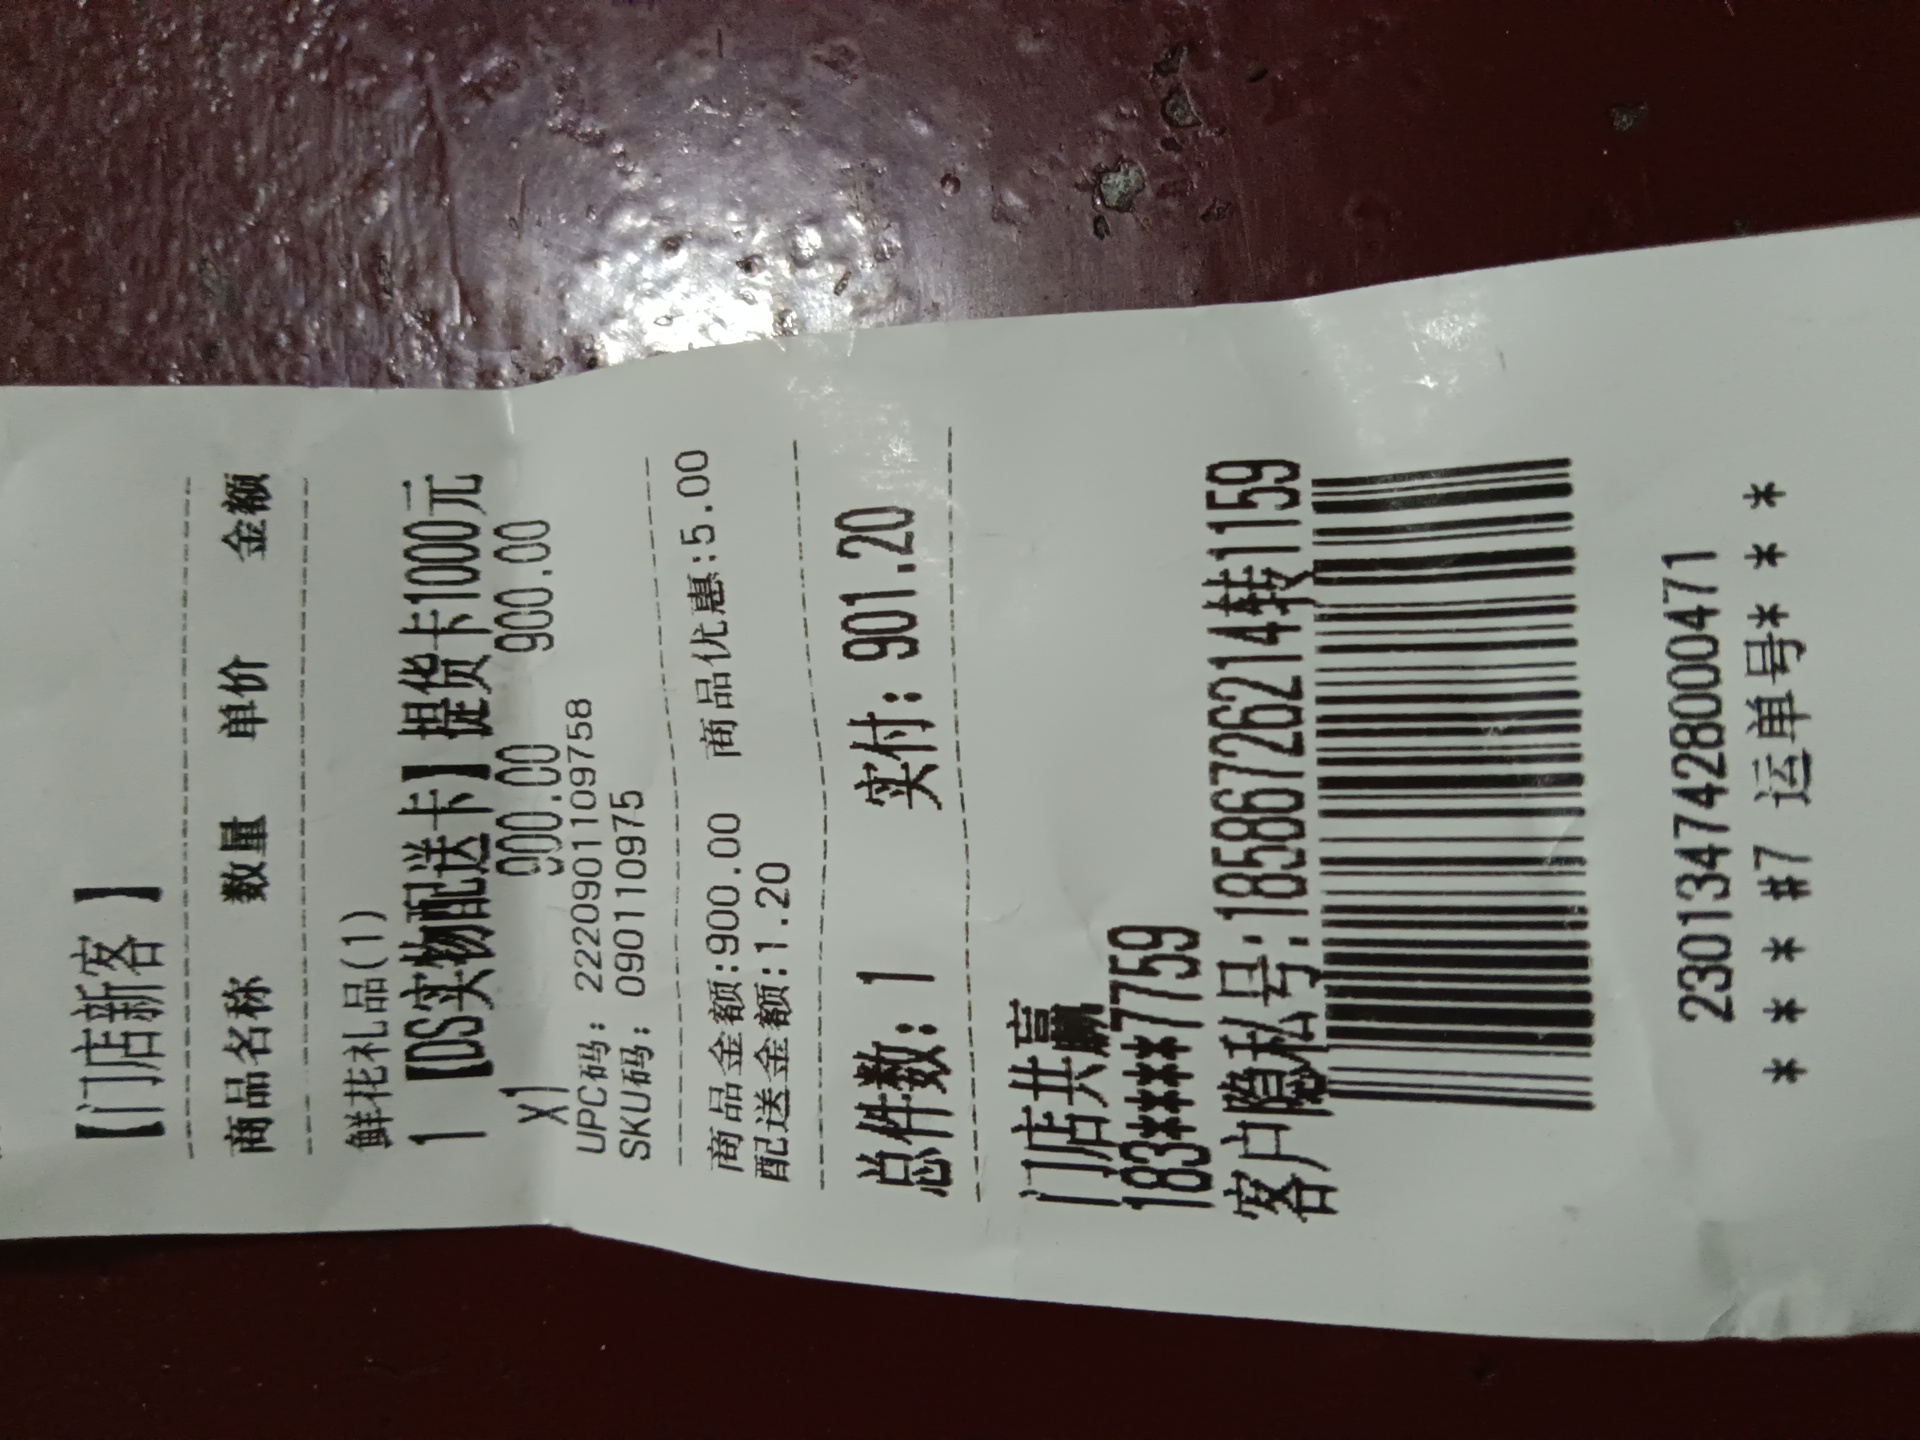 【门店新客 】
商品名称 数量 单价 金额
鲜花礼品(1)
1 【DS实物配送卡】提货卡1000元
x1 900.00 900.00
UPC码: 2220901109758
SKU码: 090110975
商品金额:900.00 商品优惠:5.00
配送金额:1.20
总件数: 1 实付: 901.20
门店共赢
183****7759
客户隐私号:18586726214转1159
2301347428000471
* * * #7 运单号* * *